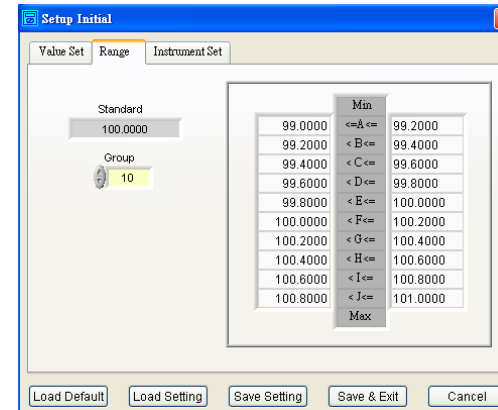 Setup Initial
Value Set Range Instrument Set
Standard
100.0000
Group
10
Min
99.0000 <=A<= 99.2000
99.2000 < B<= 99.4000
99.4000 < C<= 99.6000
99.6000 < D<= 99.8000
99.8000 < E<= 100.0000
100.0000 < F<= 100.2000
100.2000 < G<= 100.4000
100.4000 < H<= 100.6000
100.6000 < I<= 100.8000
100.8000 < J<= 101.0000
Max
Load Default Load Setting Save Setting Save & Exit Cancel